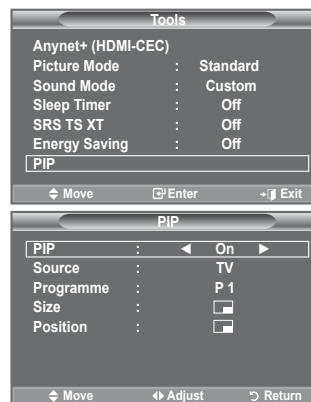 Tools
Anynet+ (HDMI-CEC)
Picture Mode : Standard
Sound Mode : Custom
Sleep Timer : Off
SRS TS XT : Off
Energy Saving : Off
PIP
Move Enter Exit
PIP
PIP : ◄ On ►
Source : TV
Programme : P 1
Size :
Position :
Move Adjust Return